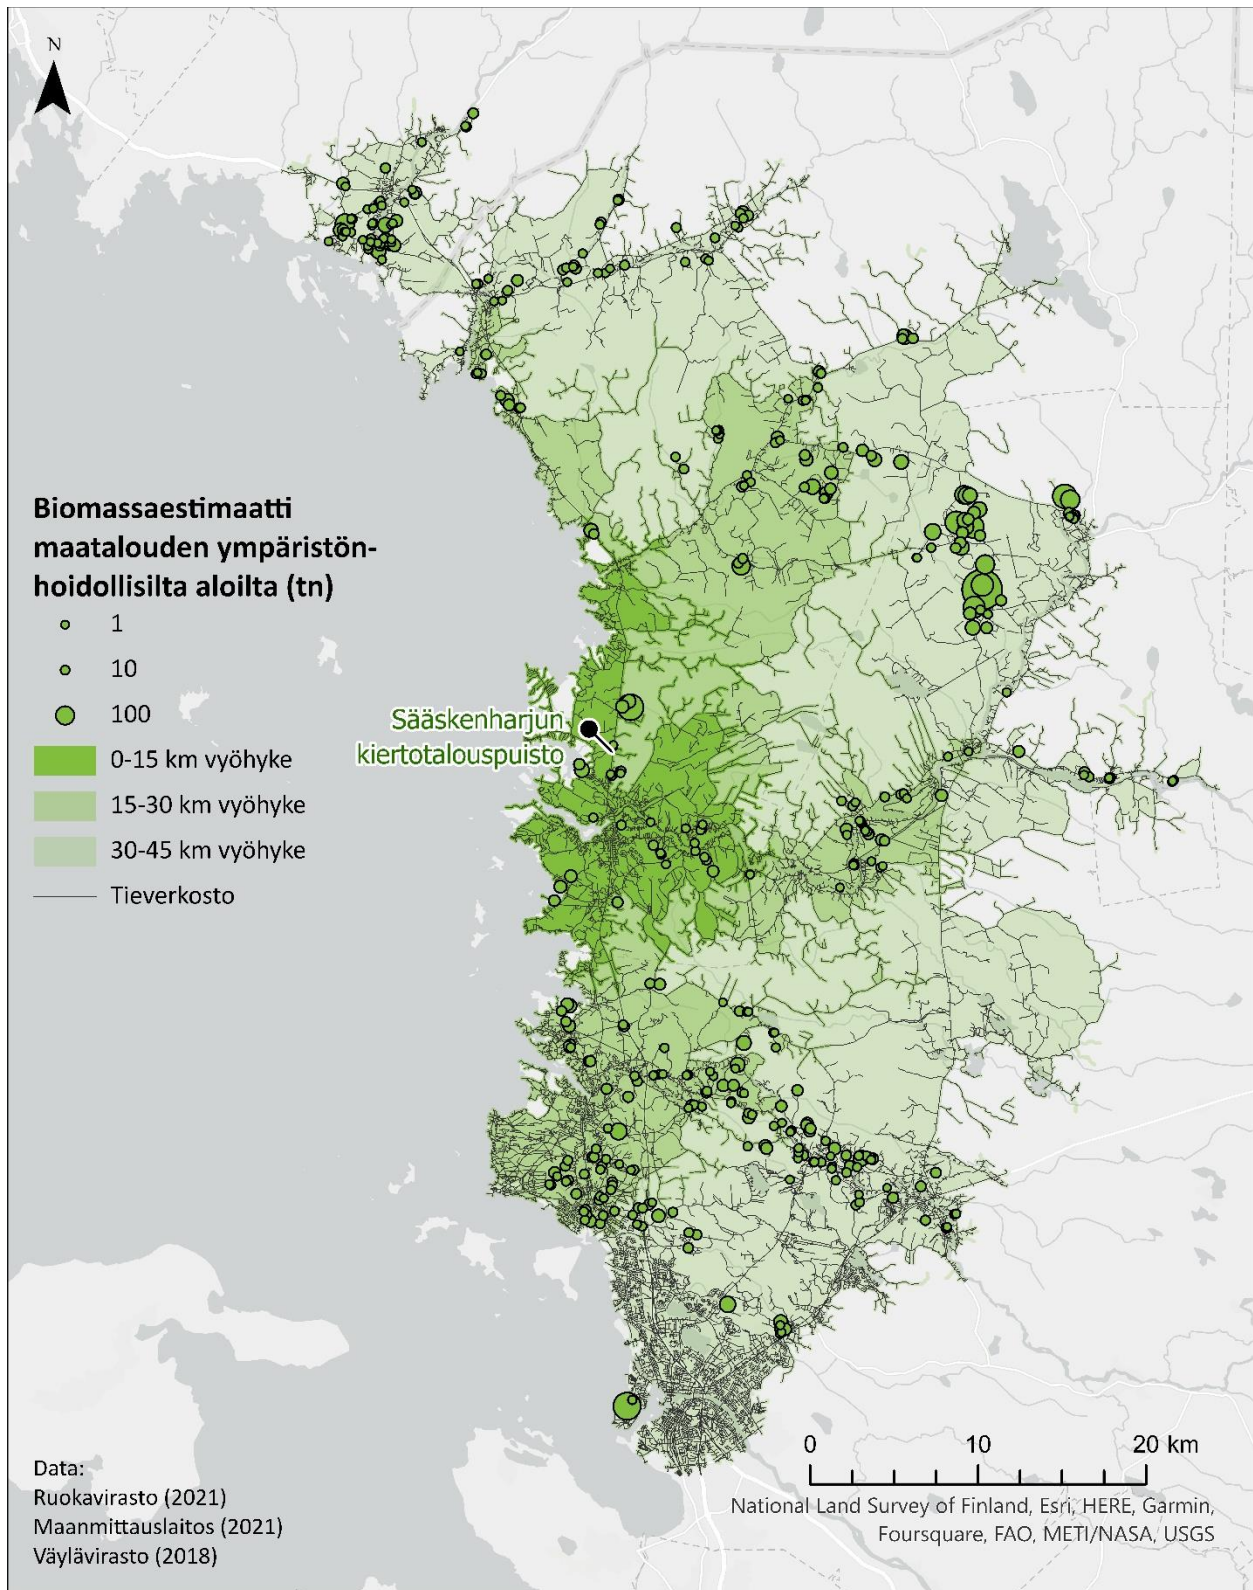 N
Biomassaestimaatti
maatalouden ympäristön-
hoidollisilta aloilta (tn)
1
10
100
0-15 km vyöhyke
15-30 km vyöhyke
30-45 km vyöhyke
Tieverkosto
Sääskenharjun
kiertotalouspuisto
Data:
Ruokavirasto (2021)
Maanmittauslaitos (2021)
Väylävirasto (2018)
0 10 20 km
National Land Survey of Finland, Esri, HERE, Garmin,
Foursquare, FAO, METI/NASA, USGS